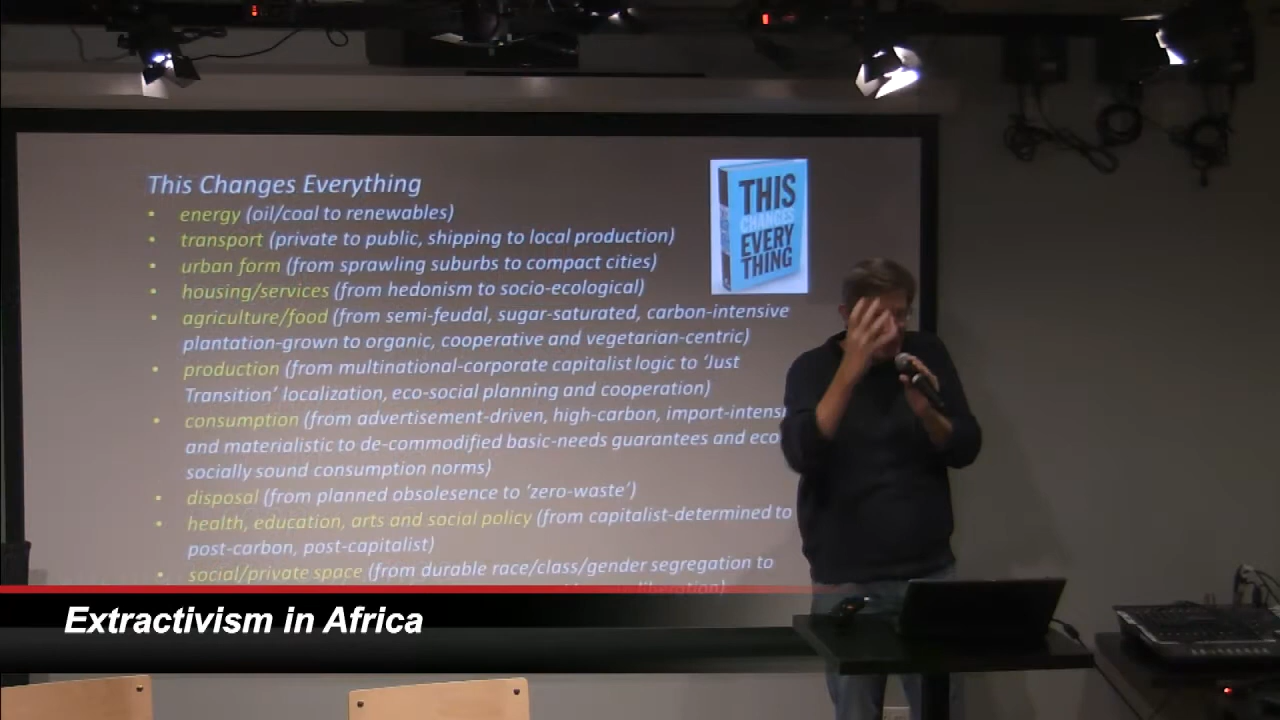 This Changes Everything
• energy (oil/coal to renewables)
• transport (private to public, shipping to local production)
• urban form (from sprawling suburbs to compact cities)
• housing/services (from hedonism to socio-ecological)
• agriculture/food (from semi-feudal, sugar-saturated, carbon-intensive
plantation-grown to organic, cooperative and vegetarian-centric)
• production (from multinational-corporate capitalist logic to ‘Just
Transition’ localization, eco-social planning and cooperation)
• consumption (from advertisement-driven, high-carbon, import-intensi
and materialistic to de-commodified basic-needs guarantees and eco
socially sound consumption norms)
• disposal (from planned obsolesence to ‘zero-waste’)
• health, education, arts and social policy (from capitalist-determined to
post-carbon, post-capitalist)
• social/private space (from durable race/class/gender segregation to
liberation)
THIS
CHANGES
EVERY
THING
Extractivism in Africa